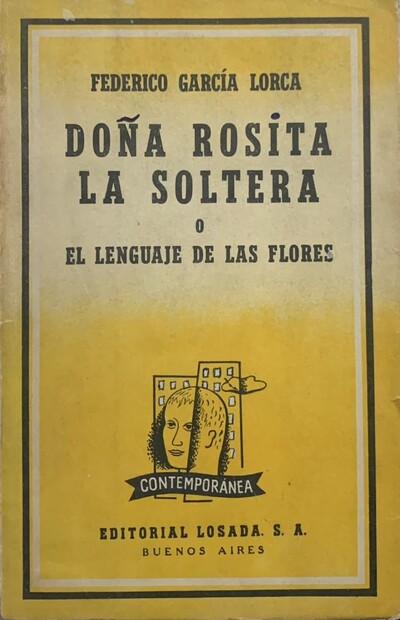 FEDERICO GARCÍA LORCA
DOÑA ROSITA
LA SOLTERA
O
EL LENGUAJE DE LAS FLORES
CONTEMPORÁNEA
EDITORIAL LOSADA. S. A.
BUENOS AIRES